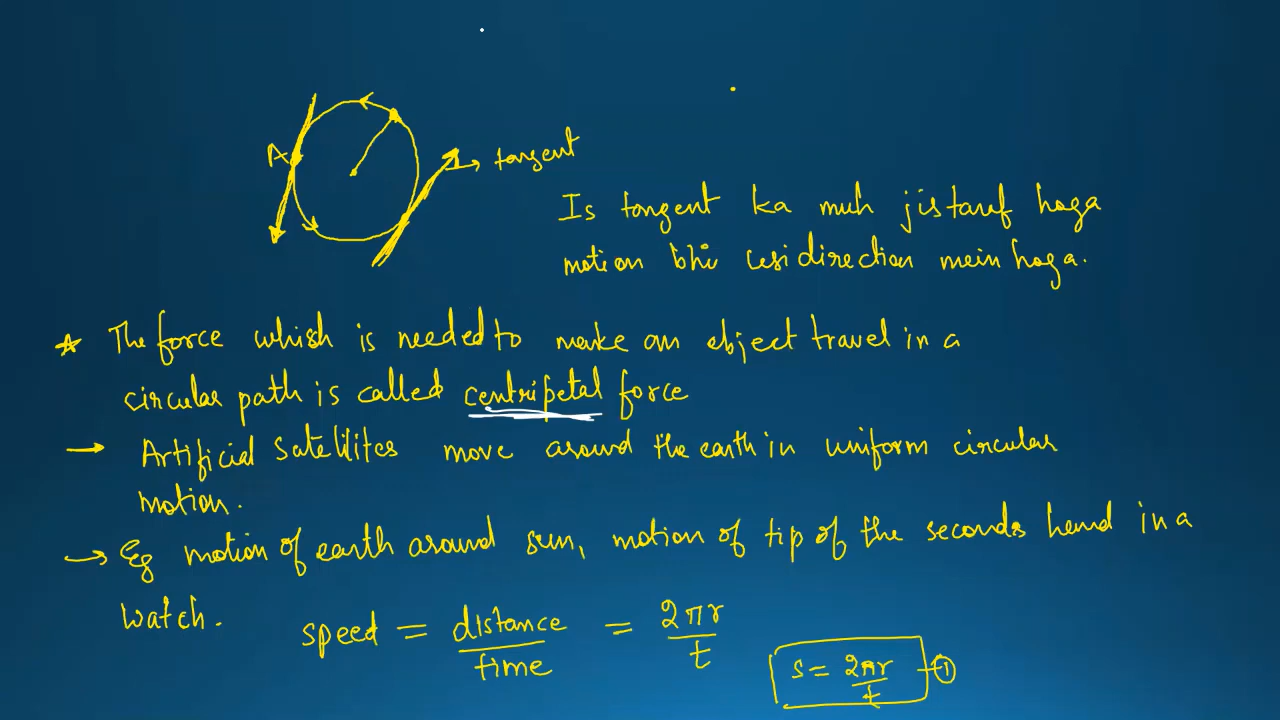 A
→ tangent
Is tangent ka muh jis taraf hoga
motion bhi usi direction mein hoga.
* The force which is needed to make an object travel in a
circular path is called centripetal force
→ Artificial Satellites move around the earth in uniform circular
motion.
→ Eg motion of earth around sun, motion of tip of the seconds hand in a
watch.
speed = distance/time = 2πr/t
s = 2πr/t —①